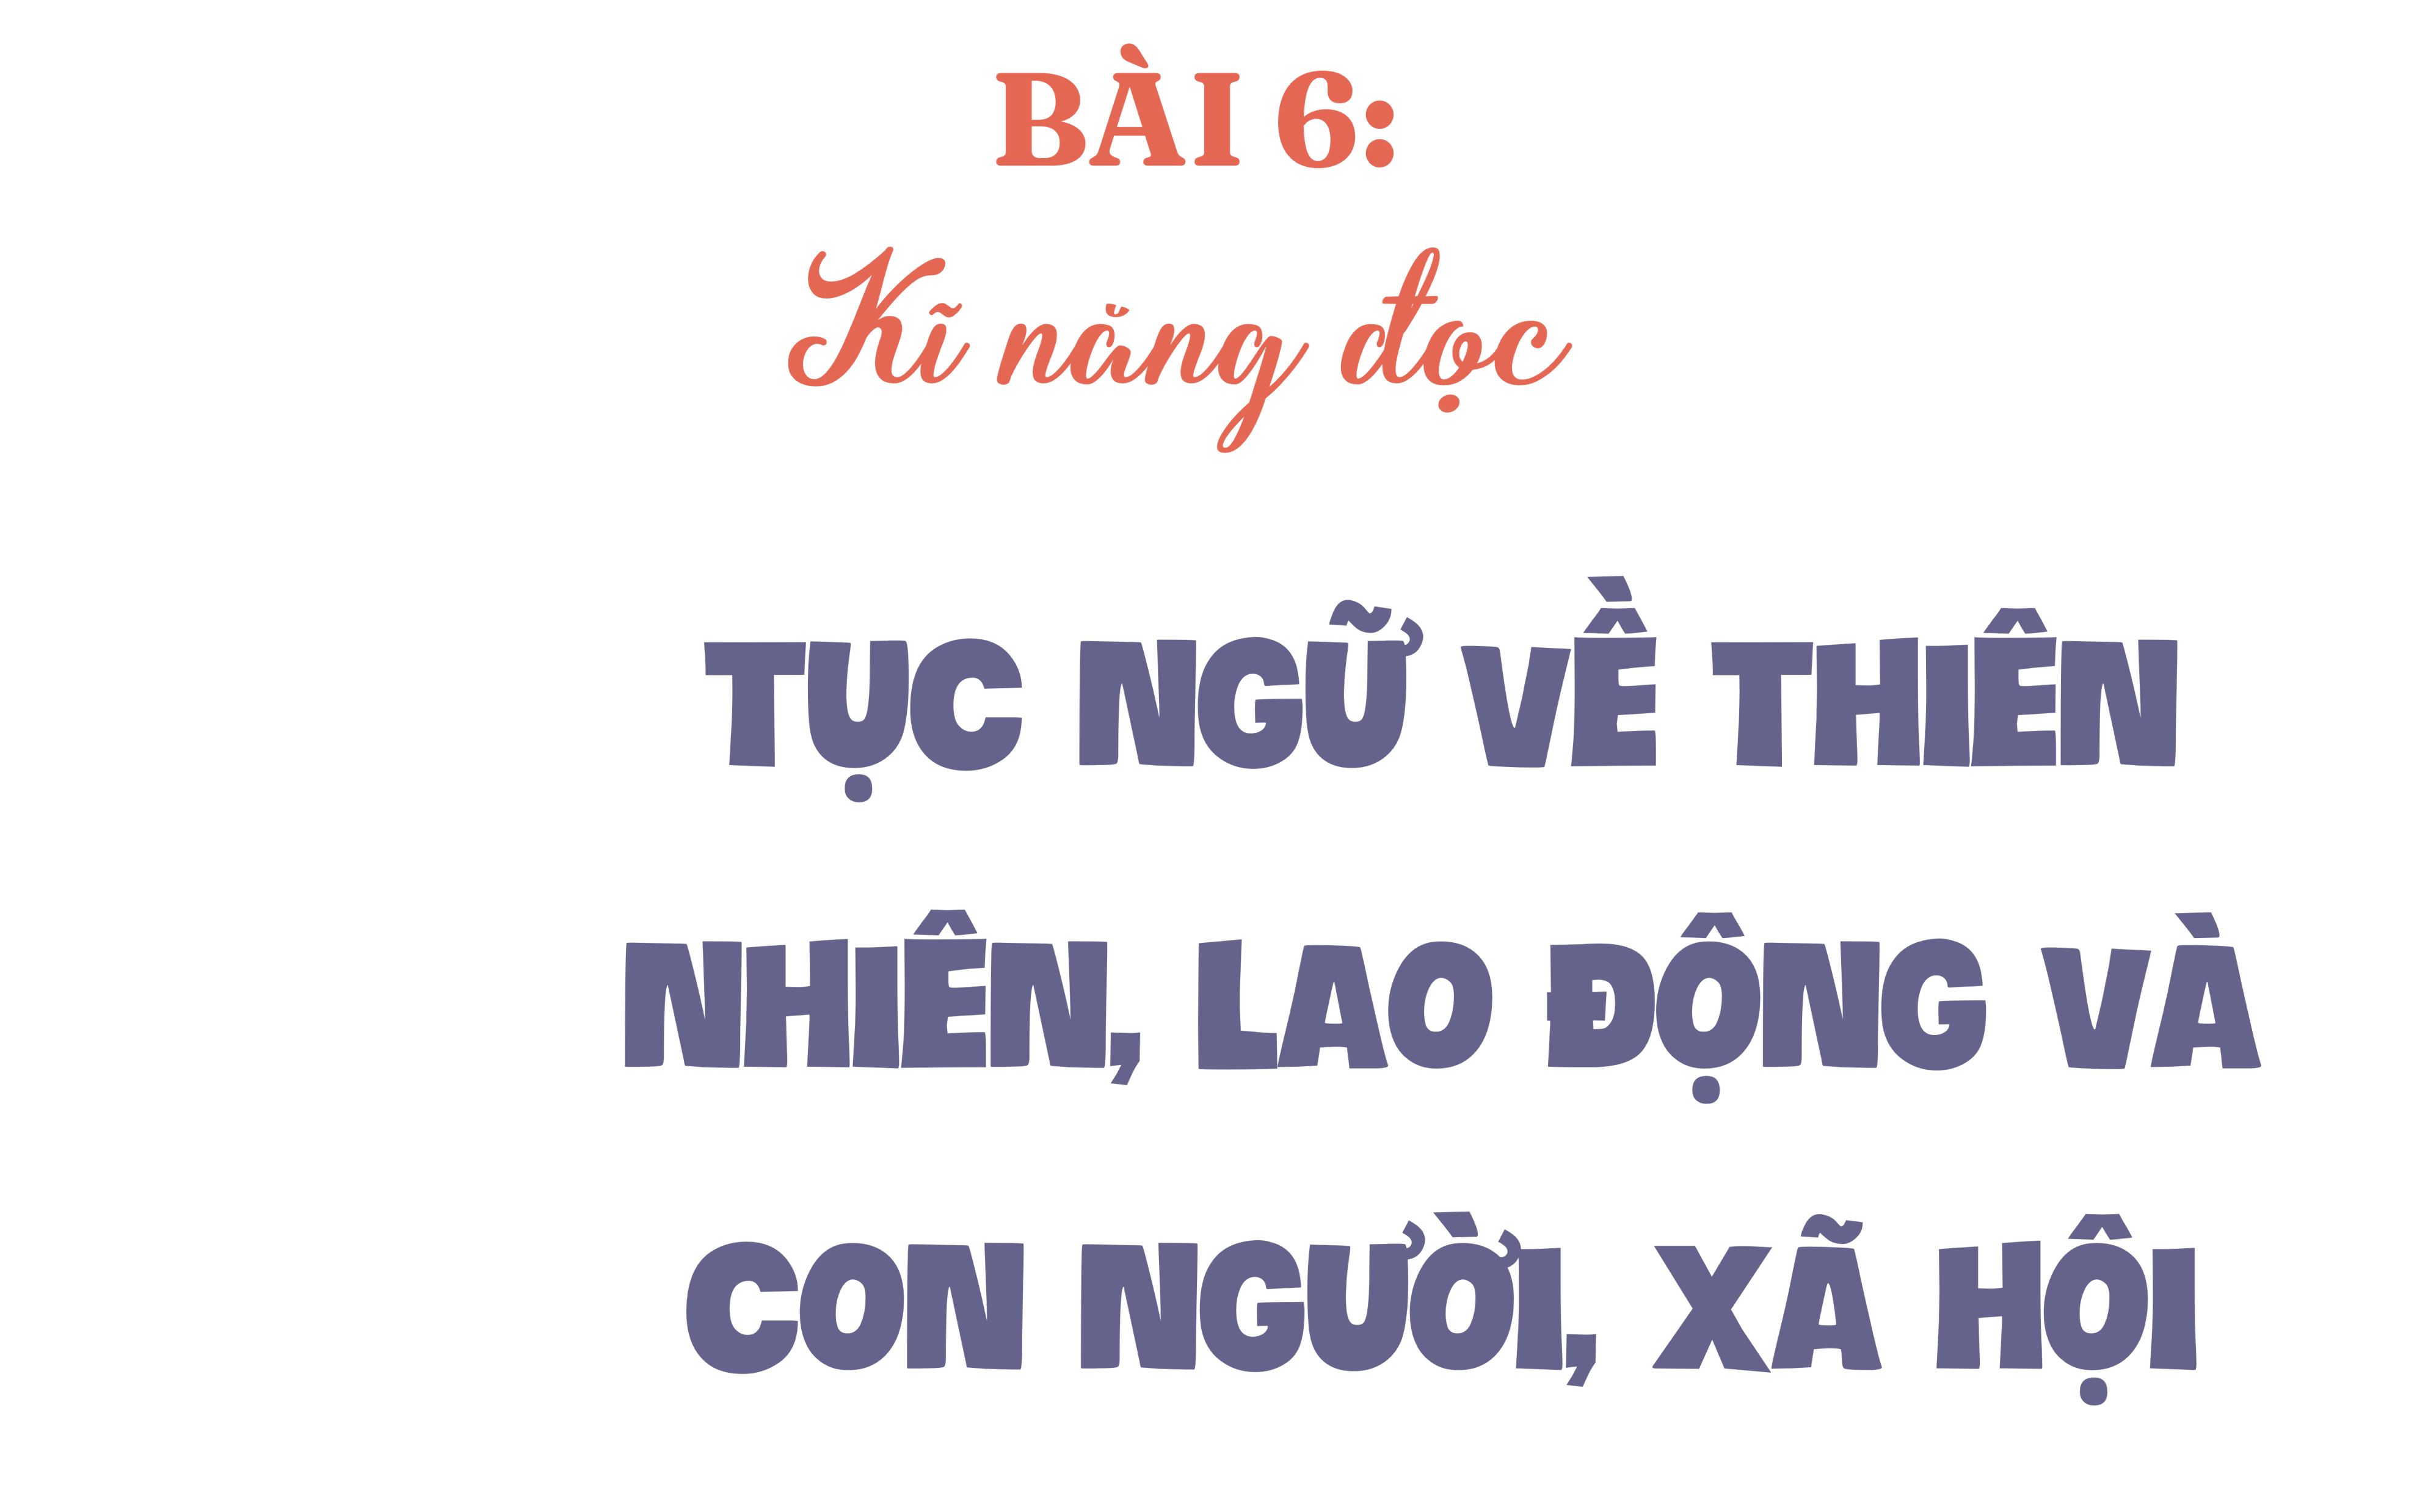 BÀI 6:
Kĩ năng đọc
TỤC NGỮ VỀ THIÊN
NHIÊN, LAO ĐỘNG VÀ
CON NGƯỜI, XÃ HỘI